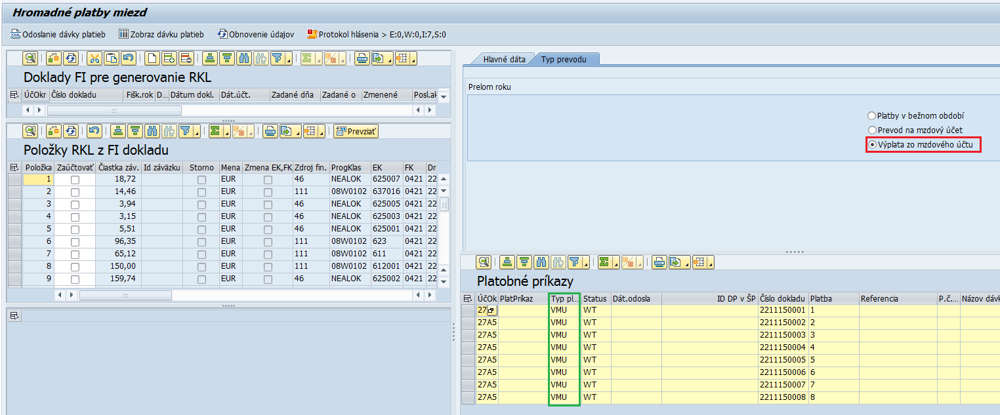 Hromadné platby miezd
Odoslanie dávky platieb Zobraz dávku platieb Obnovenie údajov Protokol hlásenia > E:0,W:0,I:7,S:0
Doklady FI pre generovanie RKL
ÚčOkr Číslo dokladu Fišk.rok D... Dátum dokl. Dát.účt. Zadané dňa Zadané o Zmenené Posl.ak
Prevziať
Položky RKL z FI dokladu
Položka Zaúčtovať Čiastka záv. Id záväzku Storno Mena Zmena EK,FK Zdroj fin. ProgKlas EK FK Dr
1 18,72 EUR 46 NEALOK 625007 0421 22
2 14,46 EUR 111 08W0102 637016 0421 22
3 3,94 EUR 46 NEALOK 625005 0421 22
4 3,15 EUR 46 NEALOK 625003 0421 22
5 5,51 EUR 46 NEALOK 625001 0421 22
6 96,35 EUR 111 08W0102 623 0421 22
7 65,12 EUR 111 08W0102 611 0421 22
8 150,00 EUR 111 08W0102 612001 0421 22
9 159,74 EUR 46 NEALOK 625002 0421 22
Hlavné dáta Typ prevodu
Prelom roku
Platby v bežnom období
Prevod na mzdový účet
Výplata zo mzdového účtu
Platobné príkazy
ÚčOk PlatPríkaz Typ pl... Status Dát.odosla ID DP v ŠP Číslo dokladu Platba Referencia P.č.... Názov dávk
27 VMU WT 2211150001 1
27A5 VMU WT 2211150002 2
27A5 VMU WT 2211150003 3
27A5 VMU WT 2211150004 4
27A5 VMU WT 2211150005 5
27A5 VMU WT 2211150006 6
27A5 VMU WT 2211150007 7
27A5 VMU WT 2211150008 8